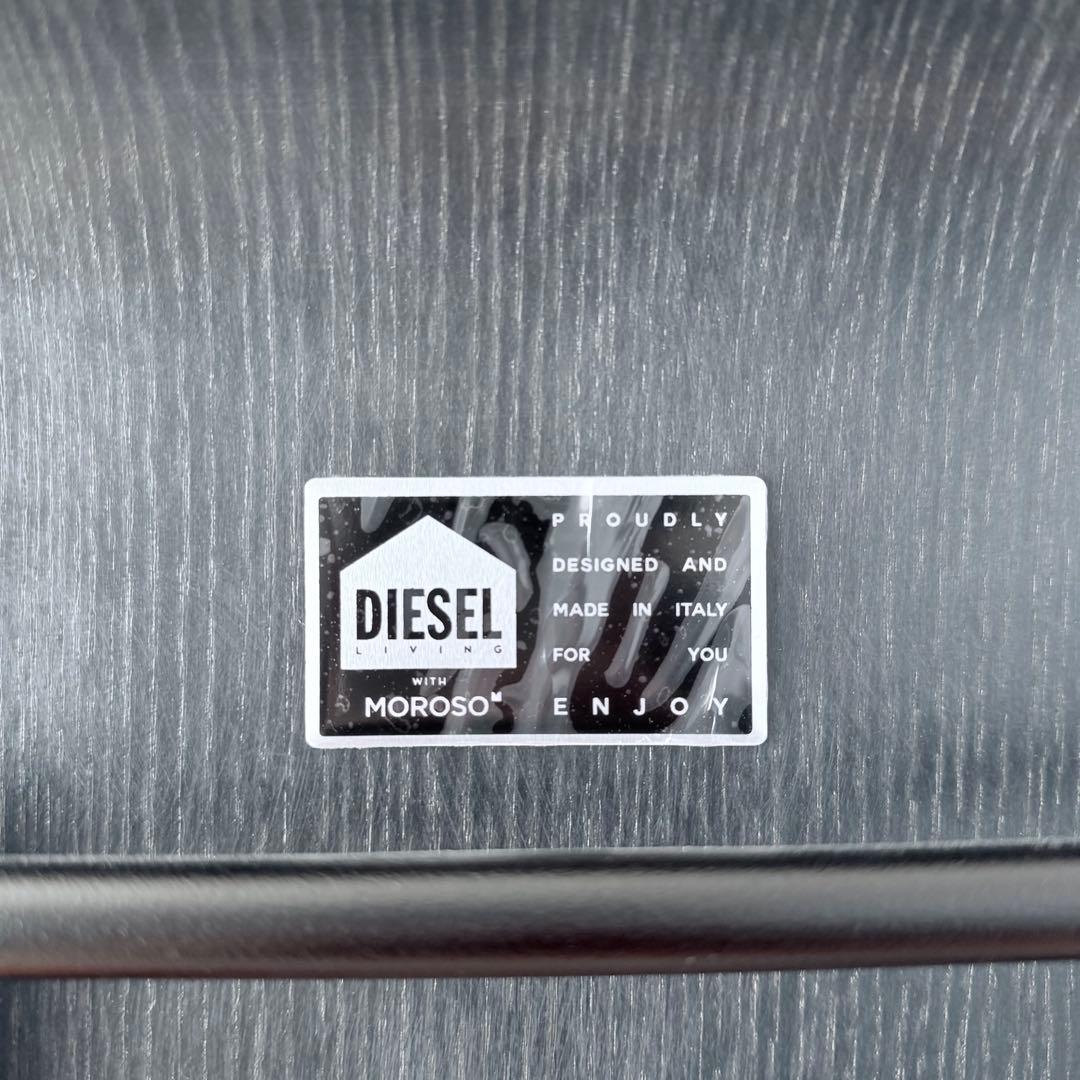 DIESEL
LIVING
WITH
MOROSO M
PROUDLY
DESIGNED AND
MADE IN ITALY
FOR YOU
ENJOY